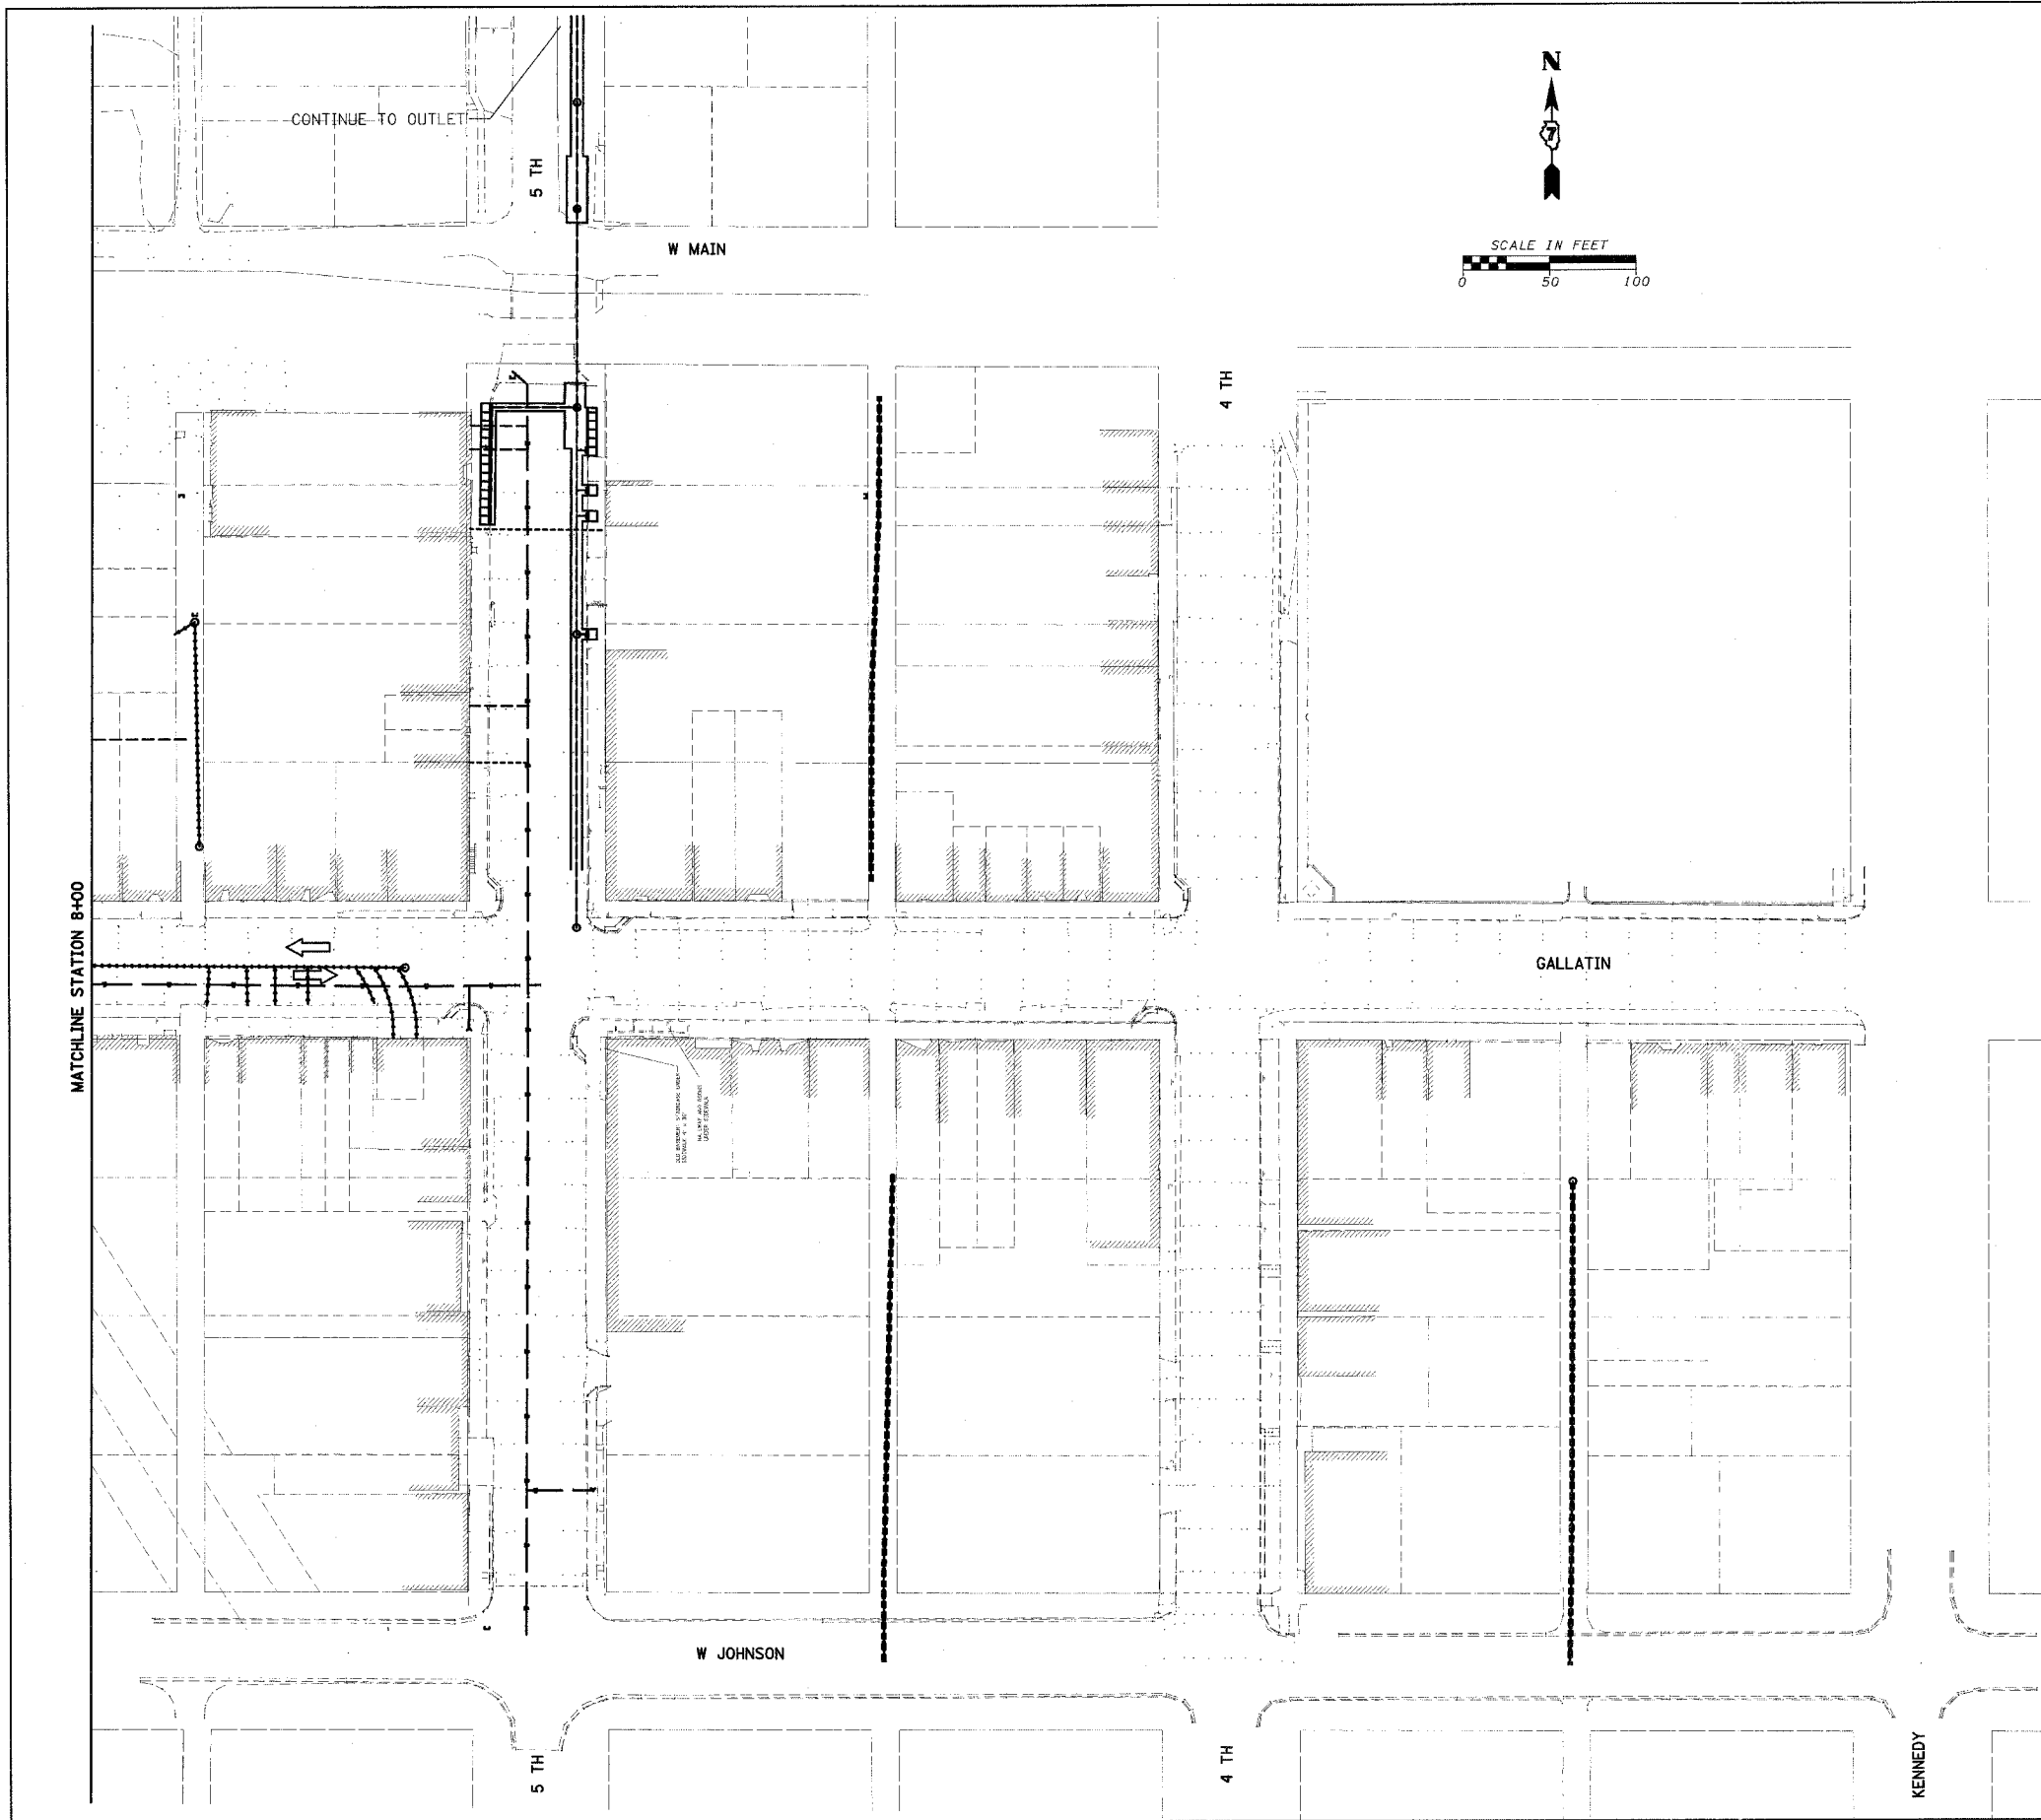 CONTINUE TO OUTLET
5 TH
W MAIN
N
7
SCALE IN FEET
0 50 100
4 TH
MATCHLINE STATION 8+00
GALLATIN
W JOHNSON
5 TH
4 TH
KENNEDY